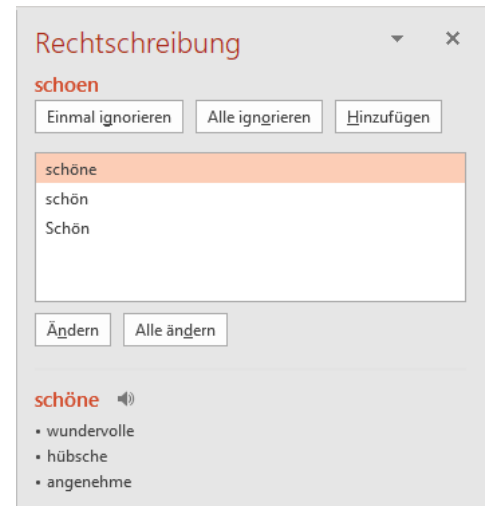 Rechtschreibung
schoen
Einmal ignorieren Alle ignorieren Hinzufügen
schöne
schön
Schön
Ändern Alle ändern
schöne
• wundervolle
• hübsche
• angenehme